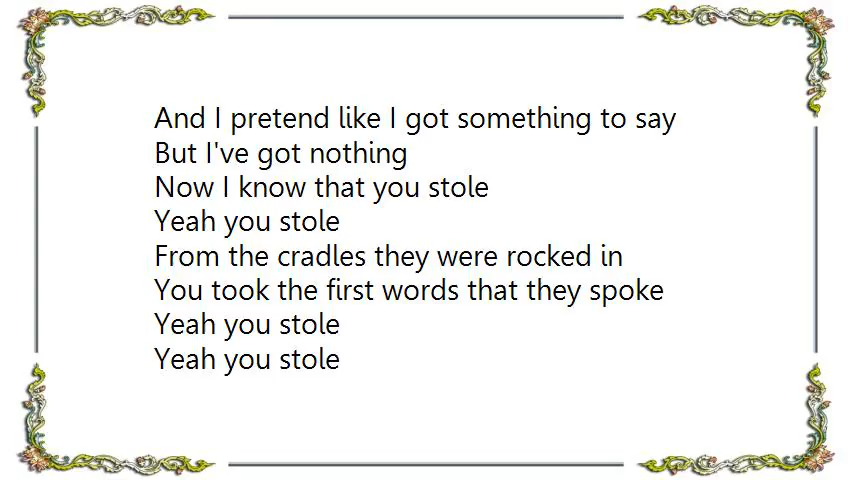 And I pretend like I got something to say
But I've got nothing
Now I know that you stole
Yeah you stole
From the cradles they were rocked in
You took the first words that they spoke
Yeah you stole
Yeah you stole